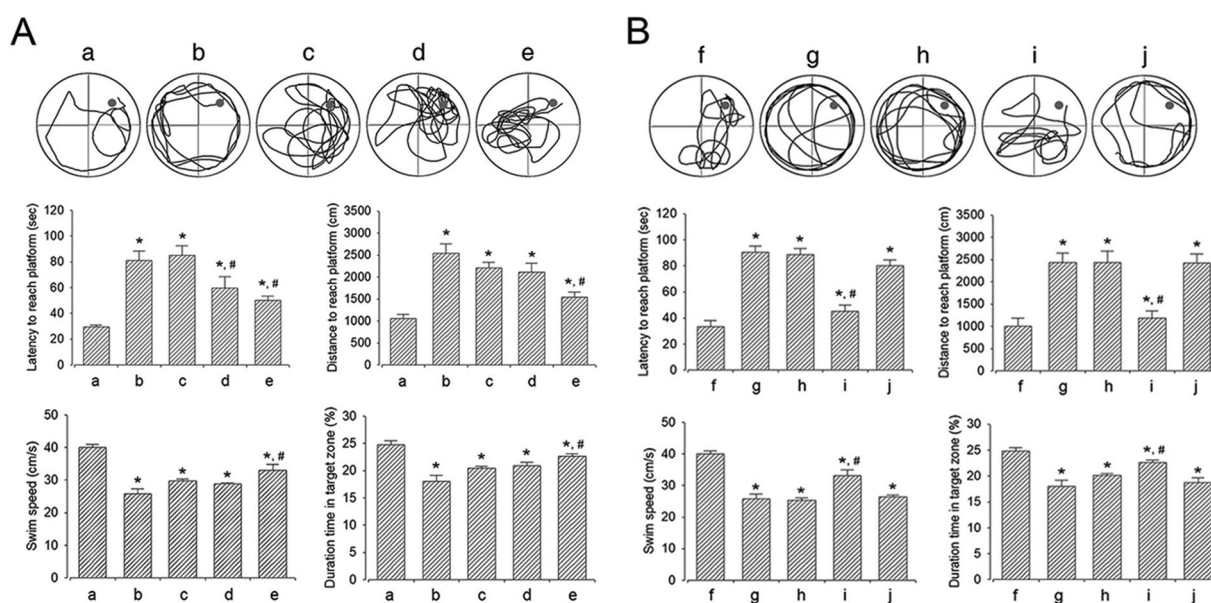 A
a b c d e
Latency to reach platform (sec)
120
100
80
60
40
20
0
* * *, # *, #
a b c d e
Distance to reach platform (cm)
3500
3000
2500
2000
1500
1000
500
0
* * * *, #
a b c d e
Swim speed (cm/s)
50
40
30
20
10
0
* * * *, #
a b c d e
Duration time in target zone (%)
30
25
20
15
10
5
0
* * * *, #
a b c d e
B
f g h i j
Latency to reach platform (sec)
120
100
80
60
40
20
0
* * *, # *
f g h i j
Distance to reach platform (cm)
3500
3000
2500
2000
1500
1000
500
0
* * *, # *
f g h i j
Swim speed (cm/s)
50
40
30
20
10
0
* * *, # *
f g h i j
Duration time in target zone (%)
30
25
20
15
10
5
0
* * *, # *
f g h i j